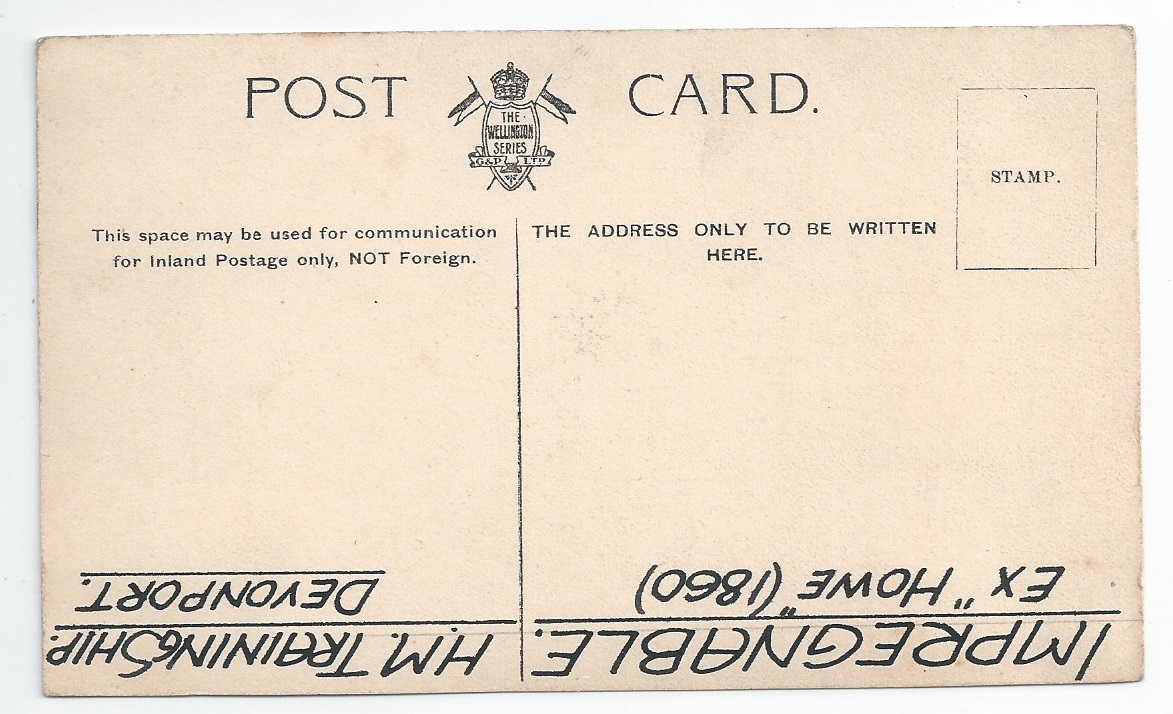 POST CARD.
THE
WELLINGTON
SERIES
G&P LTD
STAMP.
This space may be used for communication
for Inland Postage only, NOT Foreign.
THE ADDRESS ONLY TO BE WRITTEN
HERE.
IMPREGNABLE. H.M. TRAINING SHIP.
EX "HOWE" (1860) DEVONPORT.